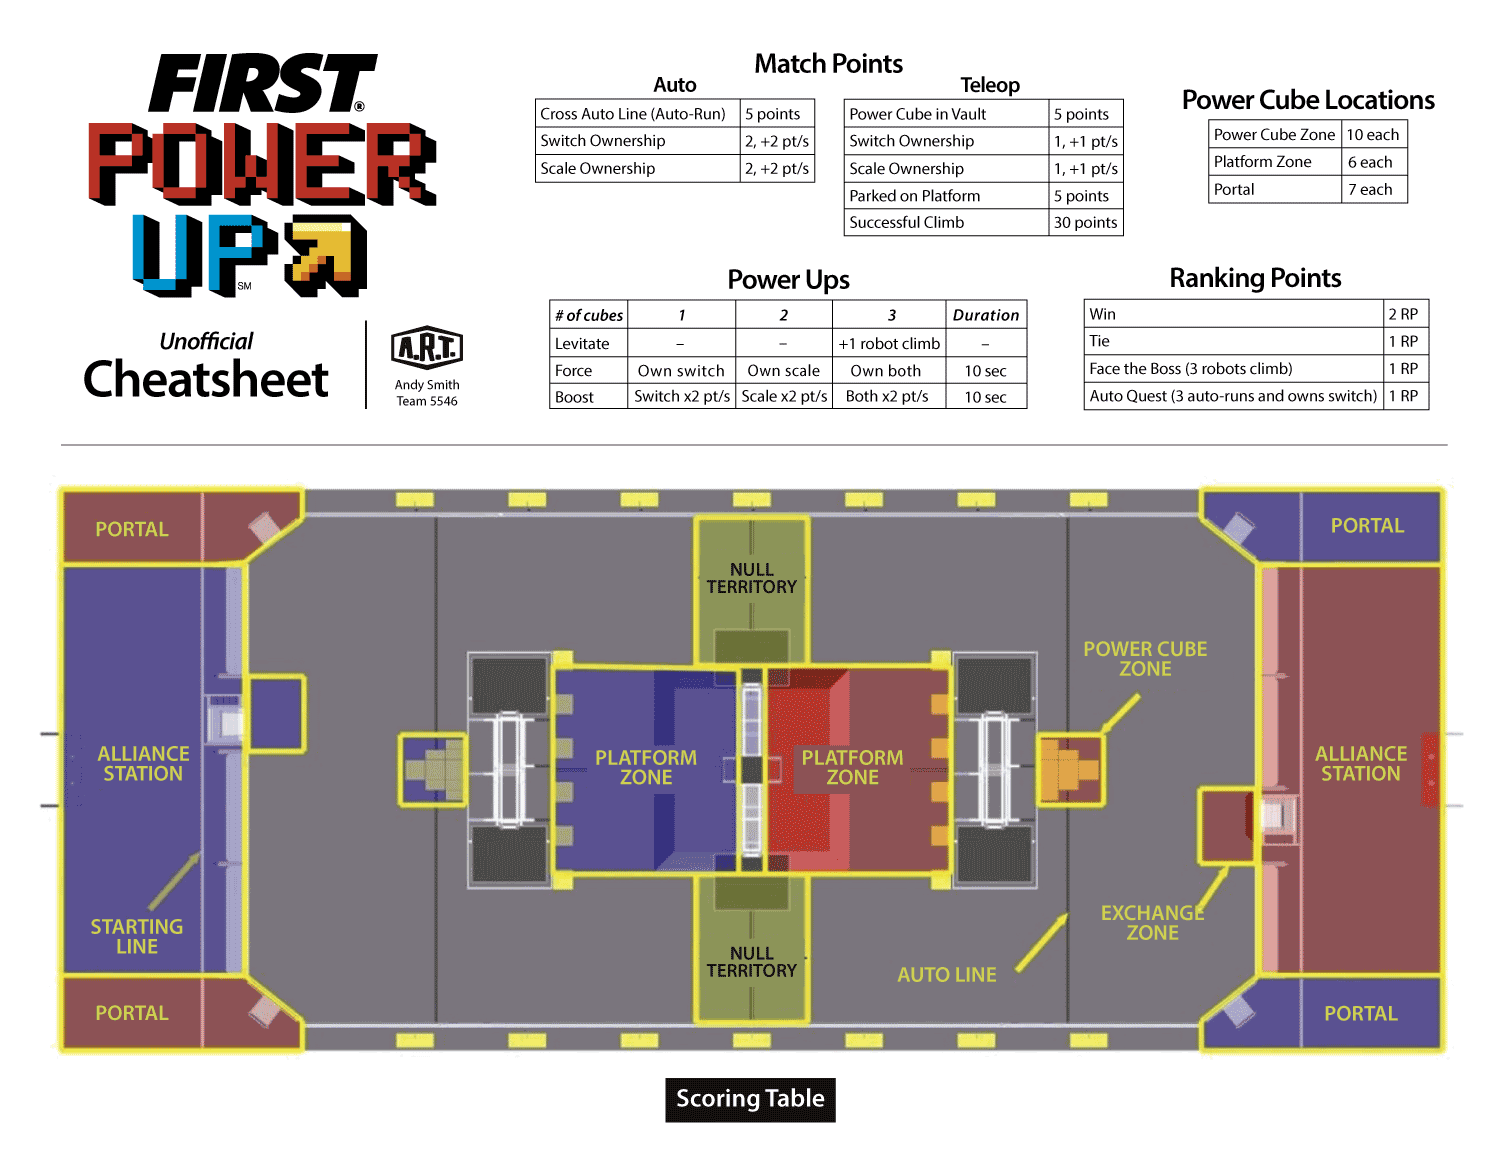 FIRST®
POWER
UP SM
Unofficial
Cheatsheet
A.R.T.
Andy Smith
Team 5546
Match Points
Auto
Cross Auto Line (Auto-Run) 5 points
Switch Ownership 2, +2 pt/s
Scale Ownership 2, +2 pt/s
Teleop
Power Cube in Vault 5 points
Switch Ownership 1, +1 pt/s
Scale Ownership 1, +1 pt/s
Parked on Platform 5 points
Successful Climb 30 points
Power Cube Locations
Power Cube Zone 10 each
Platform Zone 6 each
Portal 7 each
Power Ups
# of cubes 1 2 3 Duration
Levitate – – +1 robot climb –
Force Own switch Own scale Own both 10 sec
Boost Switch x2 pt/s Scale x2 pt/s Both x2 pt/s 10 sec
Ranking Points
Win 2 RP
Tie 1 RP
Face the Boss (3 robots climb) 1 RP
Auto Quest (3 auto-runs and owns switch) 1 RP
PORTAL
PORTAL
NULL
TERRITORY
POWER CUBE
ZONE
ALLIANCE
STATION
PLATFORM
ZONE
PLATFORM
ZONE
ALLIANCE
STATION
STARTING
LINE
EXCHANGE
ZONE
NULL
TERRITORY
AUTO LINE
PORTAL
PORTAL
Scoring Table